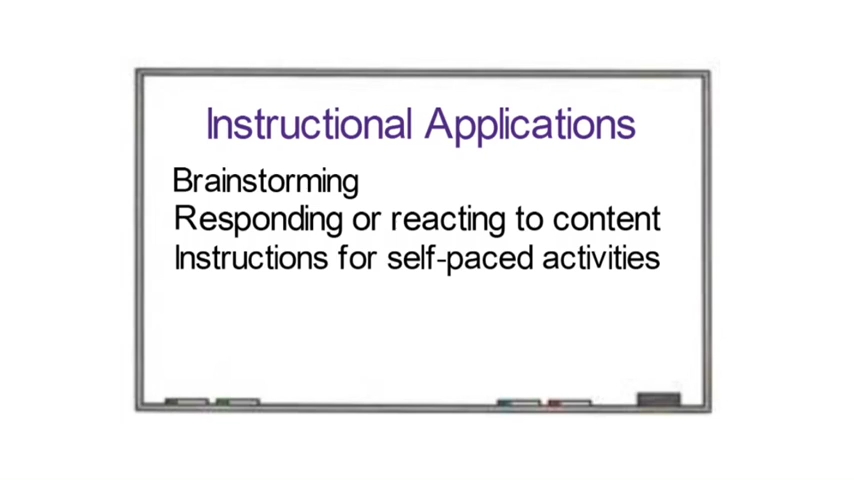 Instructional Applications
Brainstorming
Responding or reacting to content
Instructions for self-paced activities